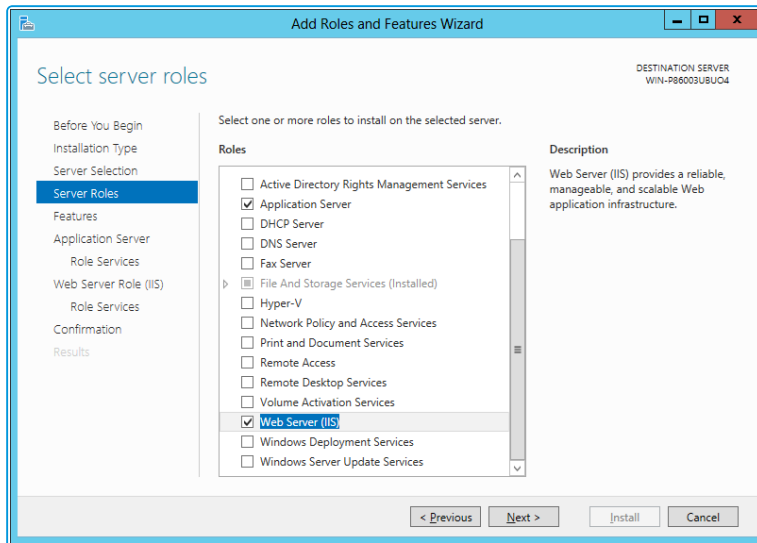 Add Roles and Features Wizard
Select server roles
DESTINATION SERVER
WIN-P86003UBUO4
Before You Begin
Installation Type
Server Selection
Server Roles
Features
Application Server
Role Services
Web Server Role (IIS)
Role Services
Confirmation
Results
Select one or more roles to install on the selected server.
Roles
Active Directory Rights Management Services
Application Server
DHCP Server
DNS Server
Fax Server
File And Storage Services (Installed)
Hyper-V
Network Policy and Access Services
Print and Document Services
Remote Access
Remote Desktop Services
Volume Activation Services
Web Server (IIS)
Windows Deployment Services
Windows Server Update Services
Description
Web Server (IIS) provides a reliable,
manageable, and scalable Web
application infrastructure.
< Previous
Next >
Install
Cancel